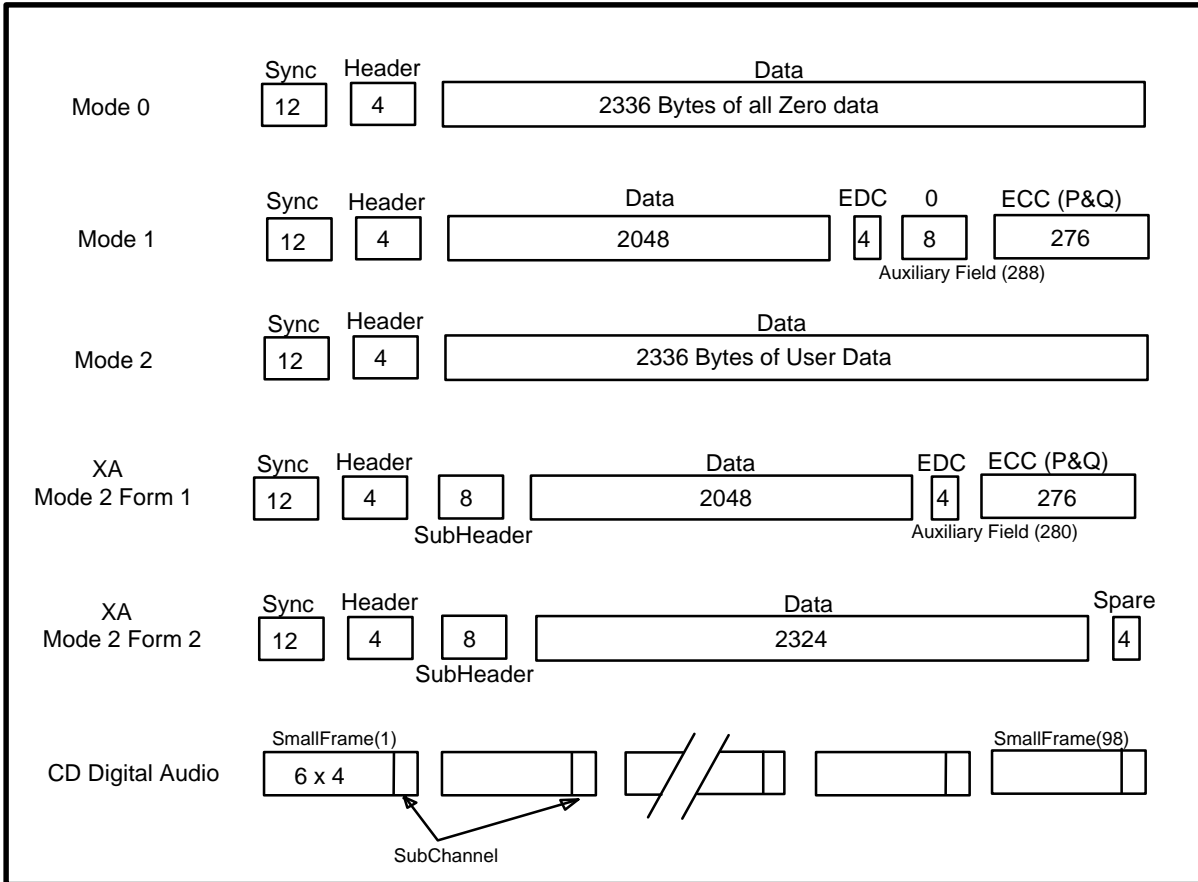 Sync Header Data
Mode 0 12 4 2336 Bytes of all Zero data
Sync Header Data EDC 0 ECC (P&Q)
Mode 1 12 4 2048 4 8 276
Auxiliary Field (288)
Sync Header Data
Mode 2 12 4 2336 Bytes of User Data
XA
Mode 2 Form 1
Sync Header Data EDC ECC (P&Q)
12 4 8 2048 4 276
SubHeader Auxiliary Field (280)
XA
Mode 2 Form 2
Sync Header Data Spare
12 4 8 2324 4
SubHeader
SmallFrame(1) SmallFrame(98)
CD Digital Audio 6 x 4
SubChannel